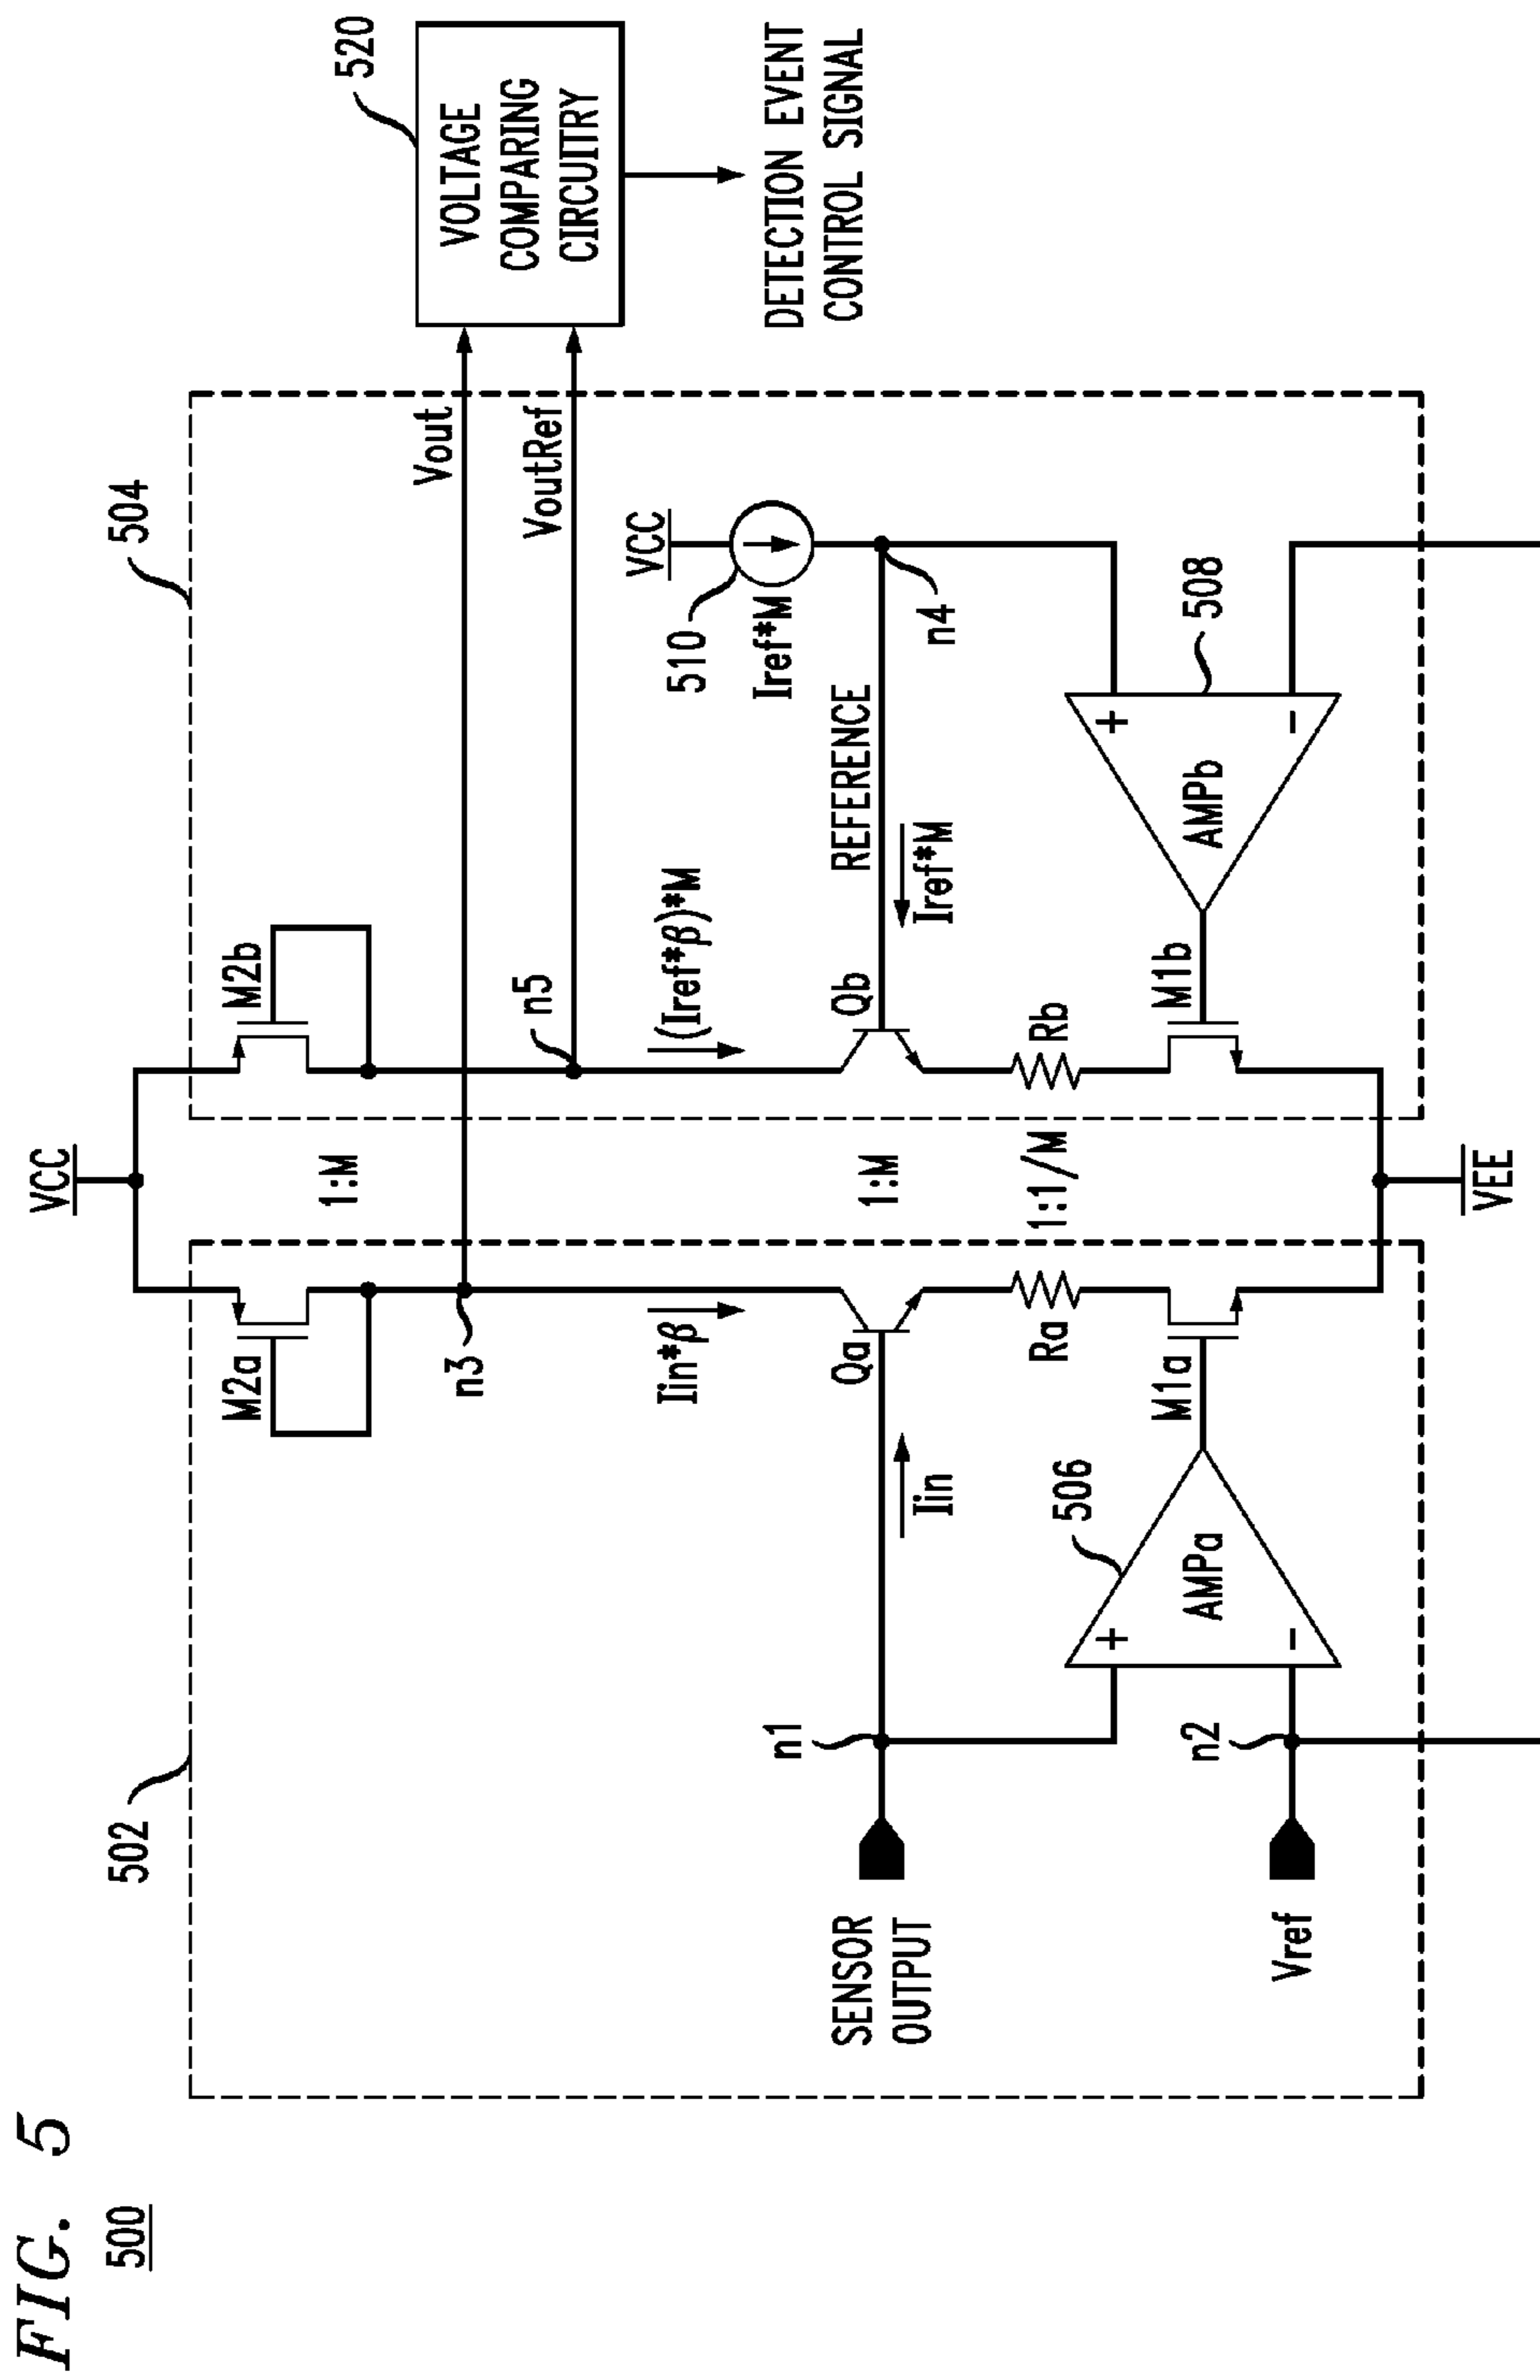 FIG. 5
500
502
504
VCC
M2a
1:M
M2b
Vout
VoutRef
520
VOLTAGE
COMPARING
CIRCUITRY
DETECTION EVENT
CONTROL SIGNAL
n3
n5
Iin*β
(Iref*β)*M
VCC
510
Iref*M
n1
SENSOR
OUTPUT
Iin
Qa
1:M
Qb
REFERENCE
Iref*M
n4
Ra
1:1/M
Rb
506
AMPa
+
-
M1a
M1b
AMPb
+
-
508
n2
Vref
VEE